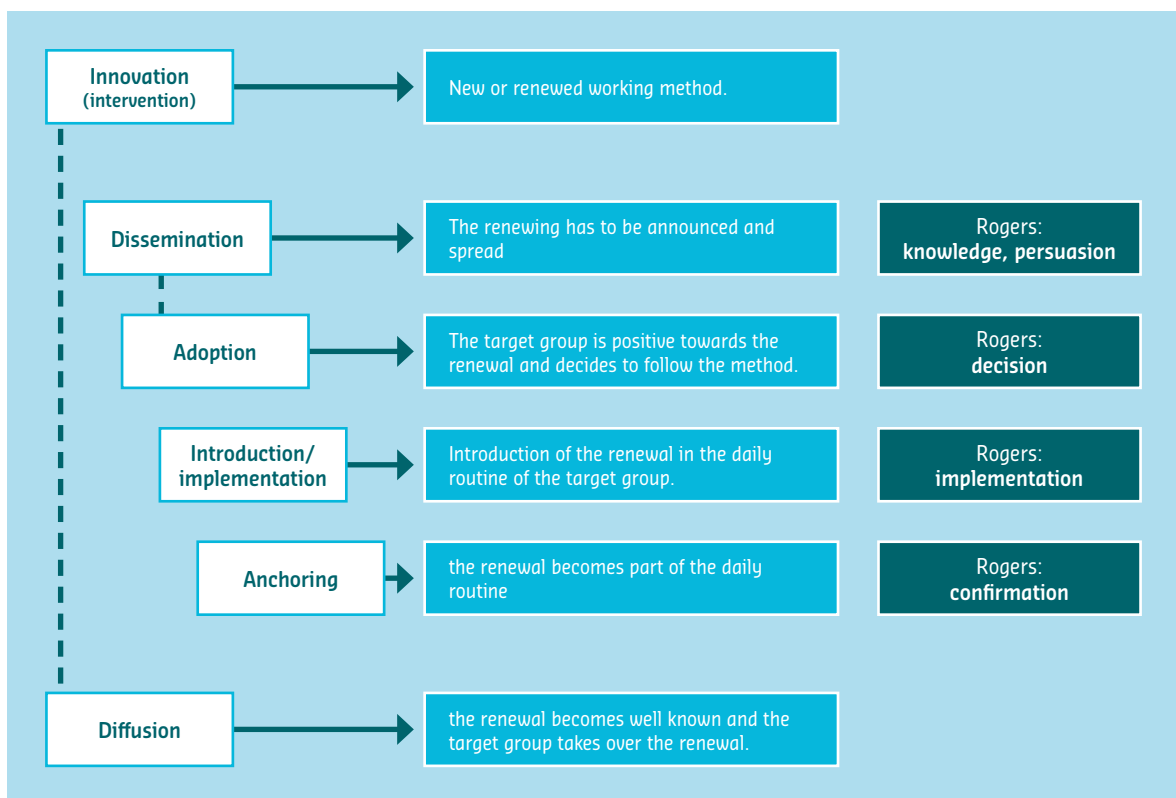 Innovation
(intervention)
New or renewed working method.
Dissemination
The renewing has to be announced and
spread
Rogers:
knowledge, persuasion
Adoption
The target group is positive towards the
renewal and decides to follow the method.
Rogers:
decision
Introduction/
implementation
Introduction of the renewal in the daily
routine of the target group.
Rogers:
implementation
Anchoring
the renewal becomes part of the daily
routine
Rogers:
confirmation
Diffusion
the renewal becomes well known and the
target group takes over the renewal.